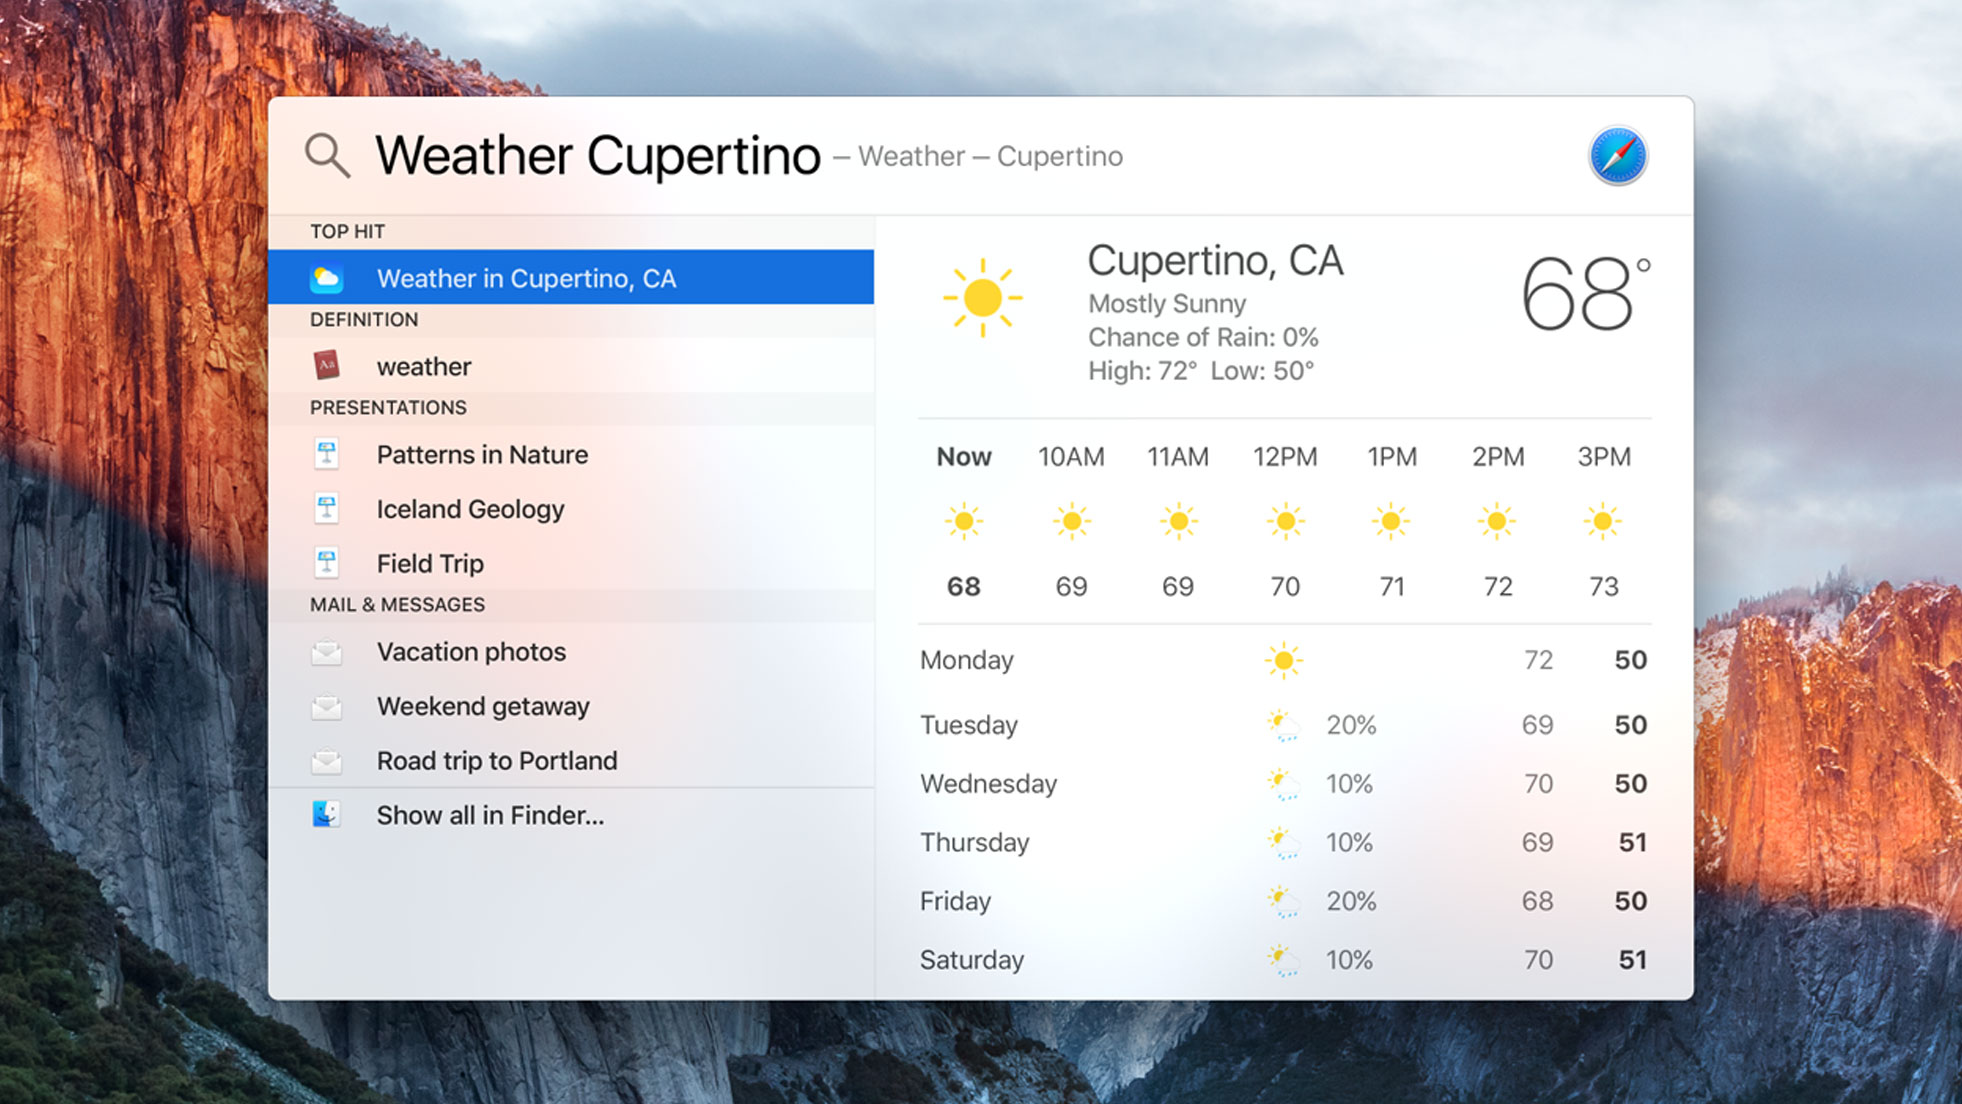 Weather Cupertino – Weather – Cupertino
TOP HIT
Weather in Cupertino, CA
DEFINITION
Aa weather
PRESENTATIONS
Patterns in Nature
Iceland Geology
Field Trip
MAIL & MESSAGES
Vacation photos
Weekend getaway
Road trip to Portland
Show all in Finder...
Cupertino, CA
Mostly Sunny
Chance of Rain: 0%
High: 72° Low: 50°
68°
Now 10AM 11AM 12PM 1PM 2PM 3PM
68 69 69 70 71 72 73
Monday 72 50
Tuesday 20% 69 50
Wednesday 10% 70 50
Thursday 10% 69 51
Friday 20% 68 50
Saturday 10% 70 51